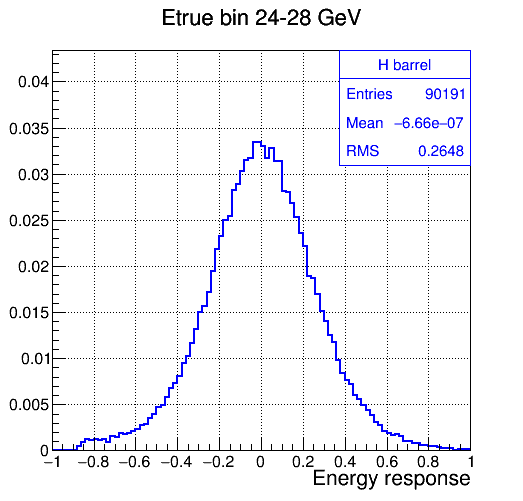 Etrue bin 24-28 GeV
H barrel
Entries 90191
Mean −6.66e−07
RMS 0.2648
0.04
0.035
0.03
0.025
0.02
0.015
0.01
0.005
0
−1 −0.8 −0.6 −0.4 −0.2 0 0.2 0.4 0.6 0.8 1
Energy response